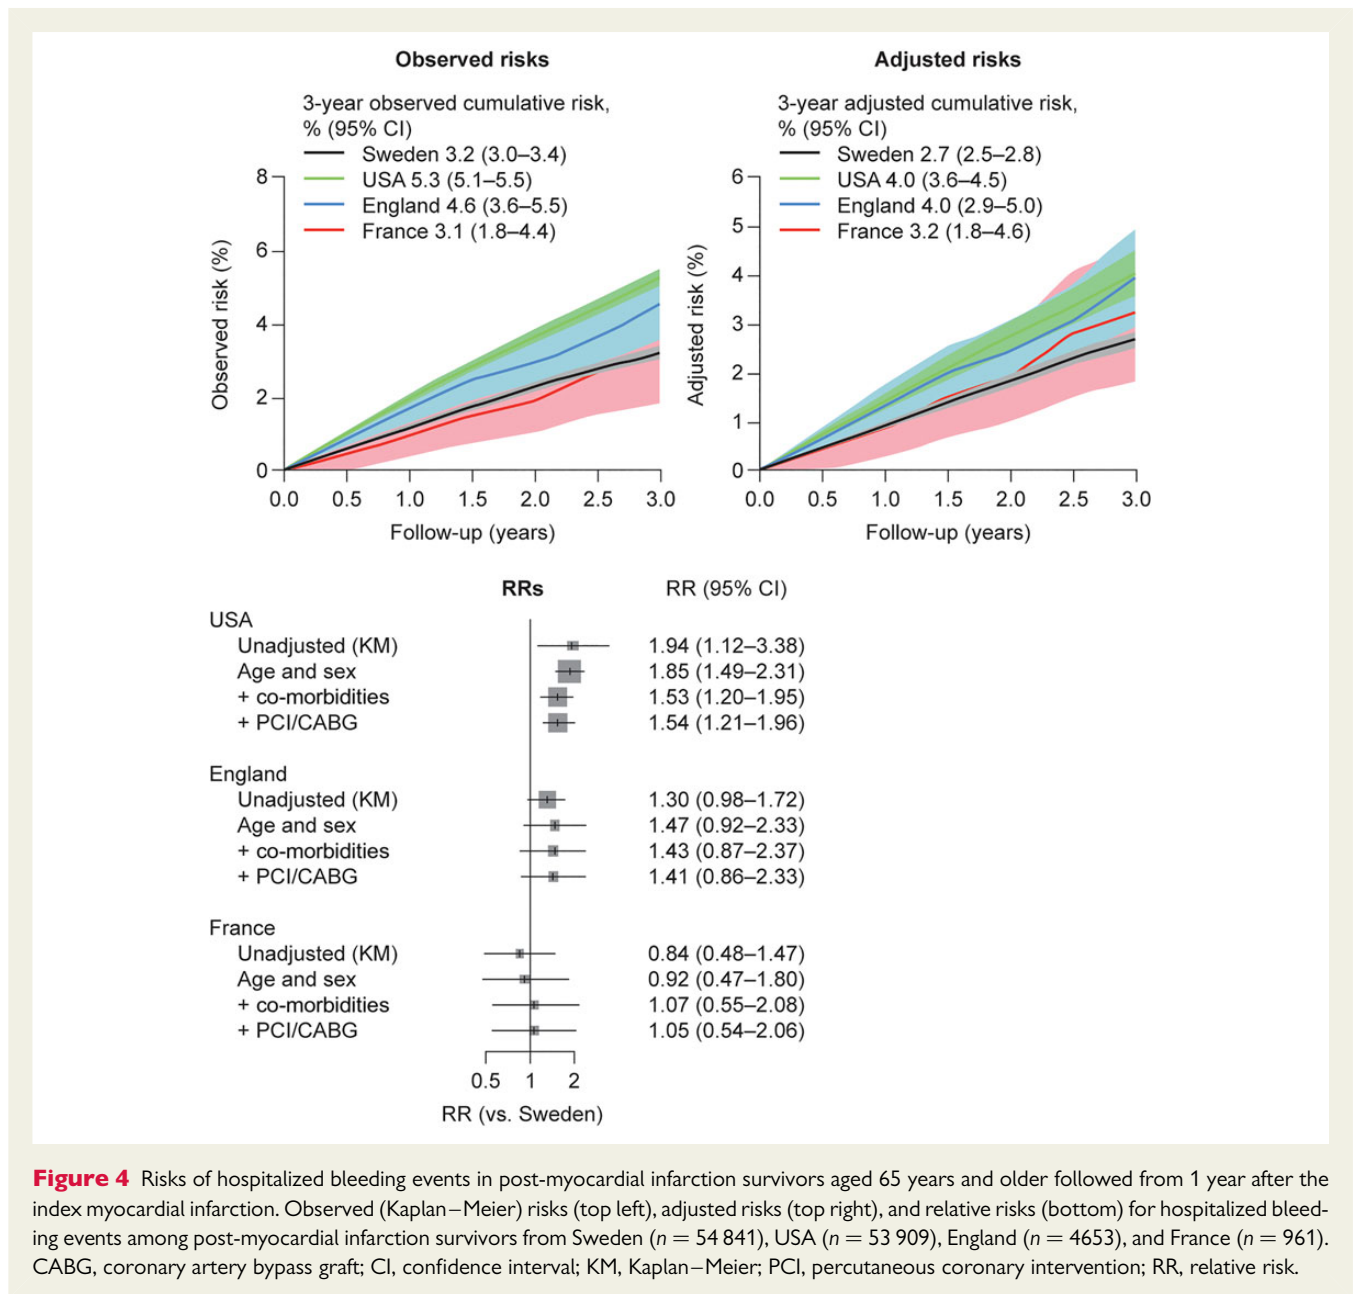 Observed risks
3-year observed cumulative risk,
% (95% CI)
Sweden 3.2 (3.0–3.4)
USA 5.3 (5.1–5.5)
England 4.6 (3.6–5.5)
France 3.1 (1.8–4.4)
Observed risk (%)
8
6
4
2
0
0.0 0.5 1.0 1.5 2.0 2.5 3.0
Follow-up (years)
Adjusted risks
3-year adjusted cumulative risk,
% (95% CI)
Sweden 2.7 (2.5–2.8)
USA 4.0 (3.6–4.5)
England 4.0 (2.9–5.0)
France 3.2 (1.8–4.6)
Adjusted risk (%)
6
5
4
3
2
1
0
0.0 0.5 1.0 1.5 2.0 2.5 3.0
Follow-up (years)
RRs RR (95% CI)
USA
Unadjusted (KM) 1.94 (1.12–3.38)
Age and sex 1.85 (1.49–2.31)
+ co-morbidities 1.53 (1.20–1.95)
+ PCI/CABG 1.54 (1.21–1.96)
England
Unadjusted (KM) 1.30 (0.98–1.72)
Age and sex 1.47 (0.92–2.33)
+ co-morbidities 1.43 (0.87–2.37)
+ PCI/CABG 1.41 (0.86–2.33)
France
Unadjusted (KM) 0.84 (0.48–1.47)
Age and sex 0.92 (0.47–1.80)
+ co-morbidities 1.07 (0.55–2.08)
+ PCI/CABG 1.05 (0.54–2.06)
0.5 1 2
RR (vs. Sweden)
Figure 4 Risks of hospitalized bleeding events in post-myocardial infarction survivors aged 65 years and older followed from 1 year after the
index myocardial infarction. Observed (Kaplan–Meier) risks (top left), adjusted risks (top right), and relative risks (bottom) for hospitalized bleed-
ing events among post-myocardial infarction survivors from Sweden (n = 54 841), USA (n = 53 909), England (n = 4653), and France (n = 961).
CABG, coronary artery bypass graft; CI, confidence interval; KM, Kaplan–Meier; PCI, percutaneous coronary intervention; RR, relative risk.